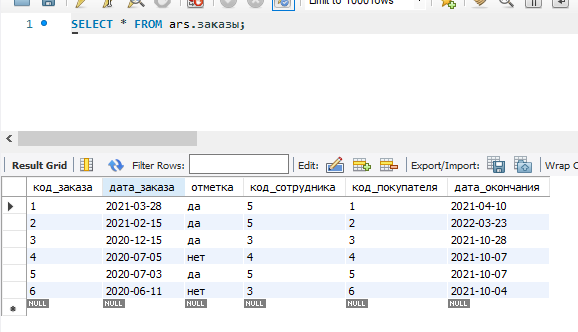 Limit to 1000 rows
1 SELECT * FROM ars.заказы;
Result Grid Filter Rows: Edit: Export/Import: Wrap C
код_заказа дата_заказа отметка код_сотрудника код_покупателя дата_окончания
1 2021-03-28 да 5 1 2021-04-10
2 2021-02-15 да 5 2 2022-03-23
3 2020-12-15 да 3 3 2021-10-28
4 2020-07-05 нет 4 4 2021-10-07
5 2020-07-03 да 5 5 2021-10-07
6 2020-06-11 нет 3 6 2021-10-04
NULL NULL NULL NULL NULL NULL